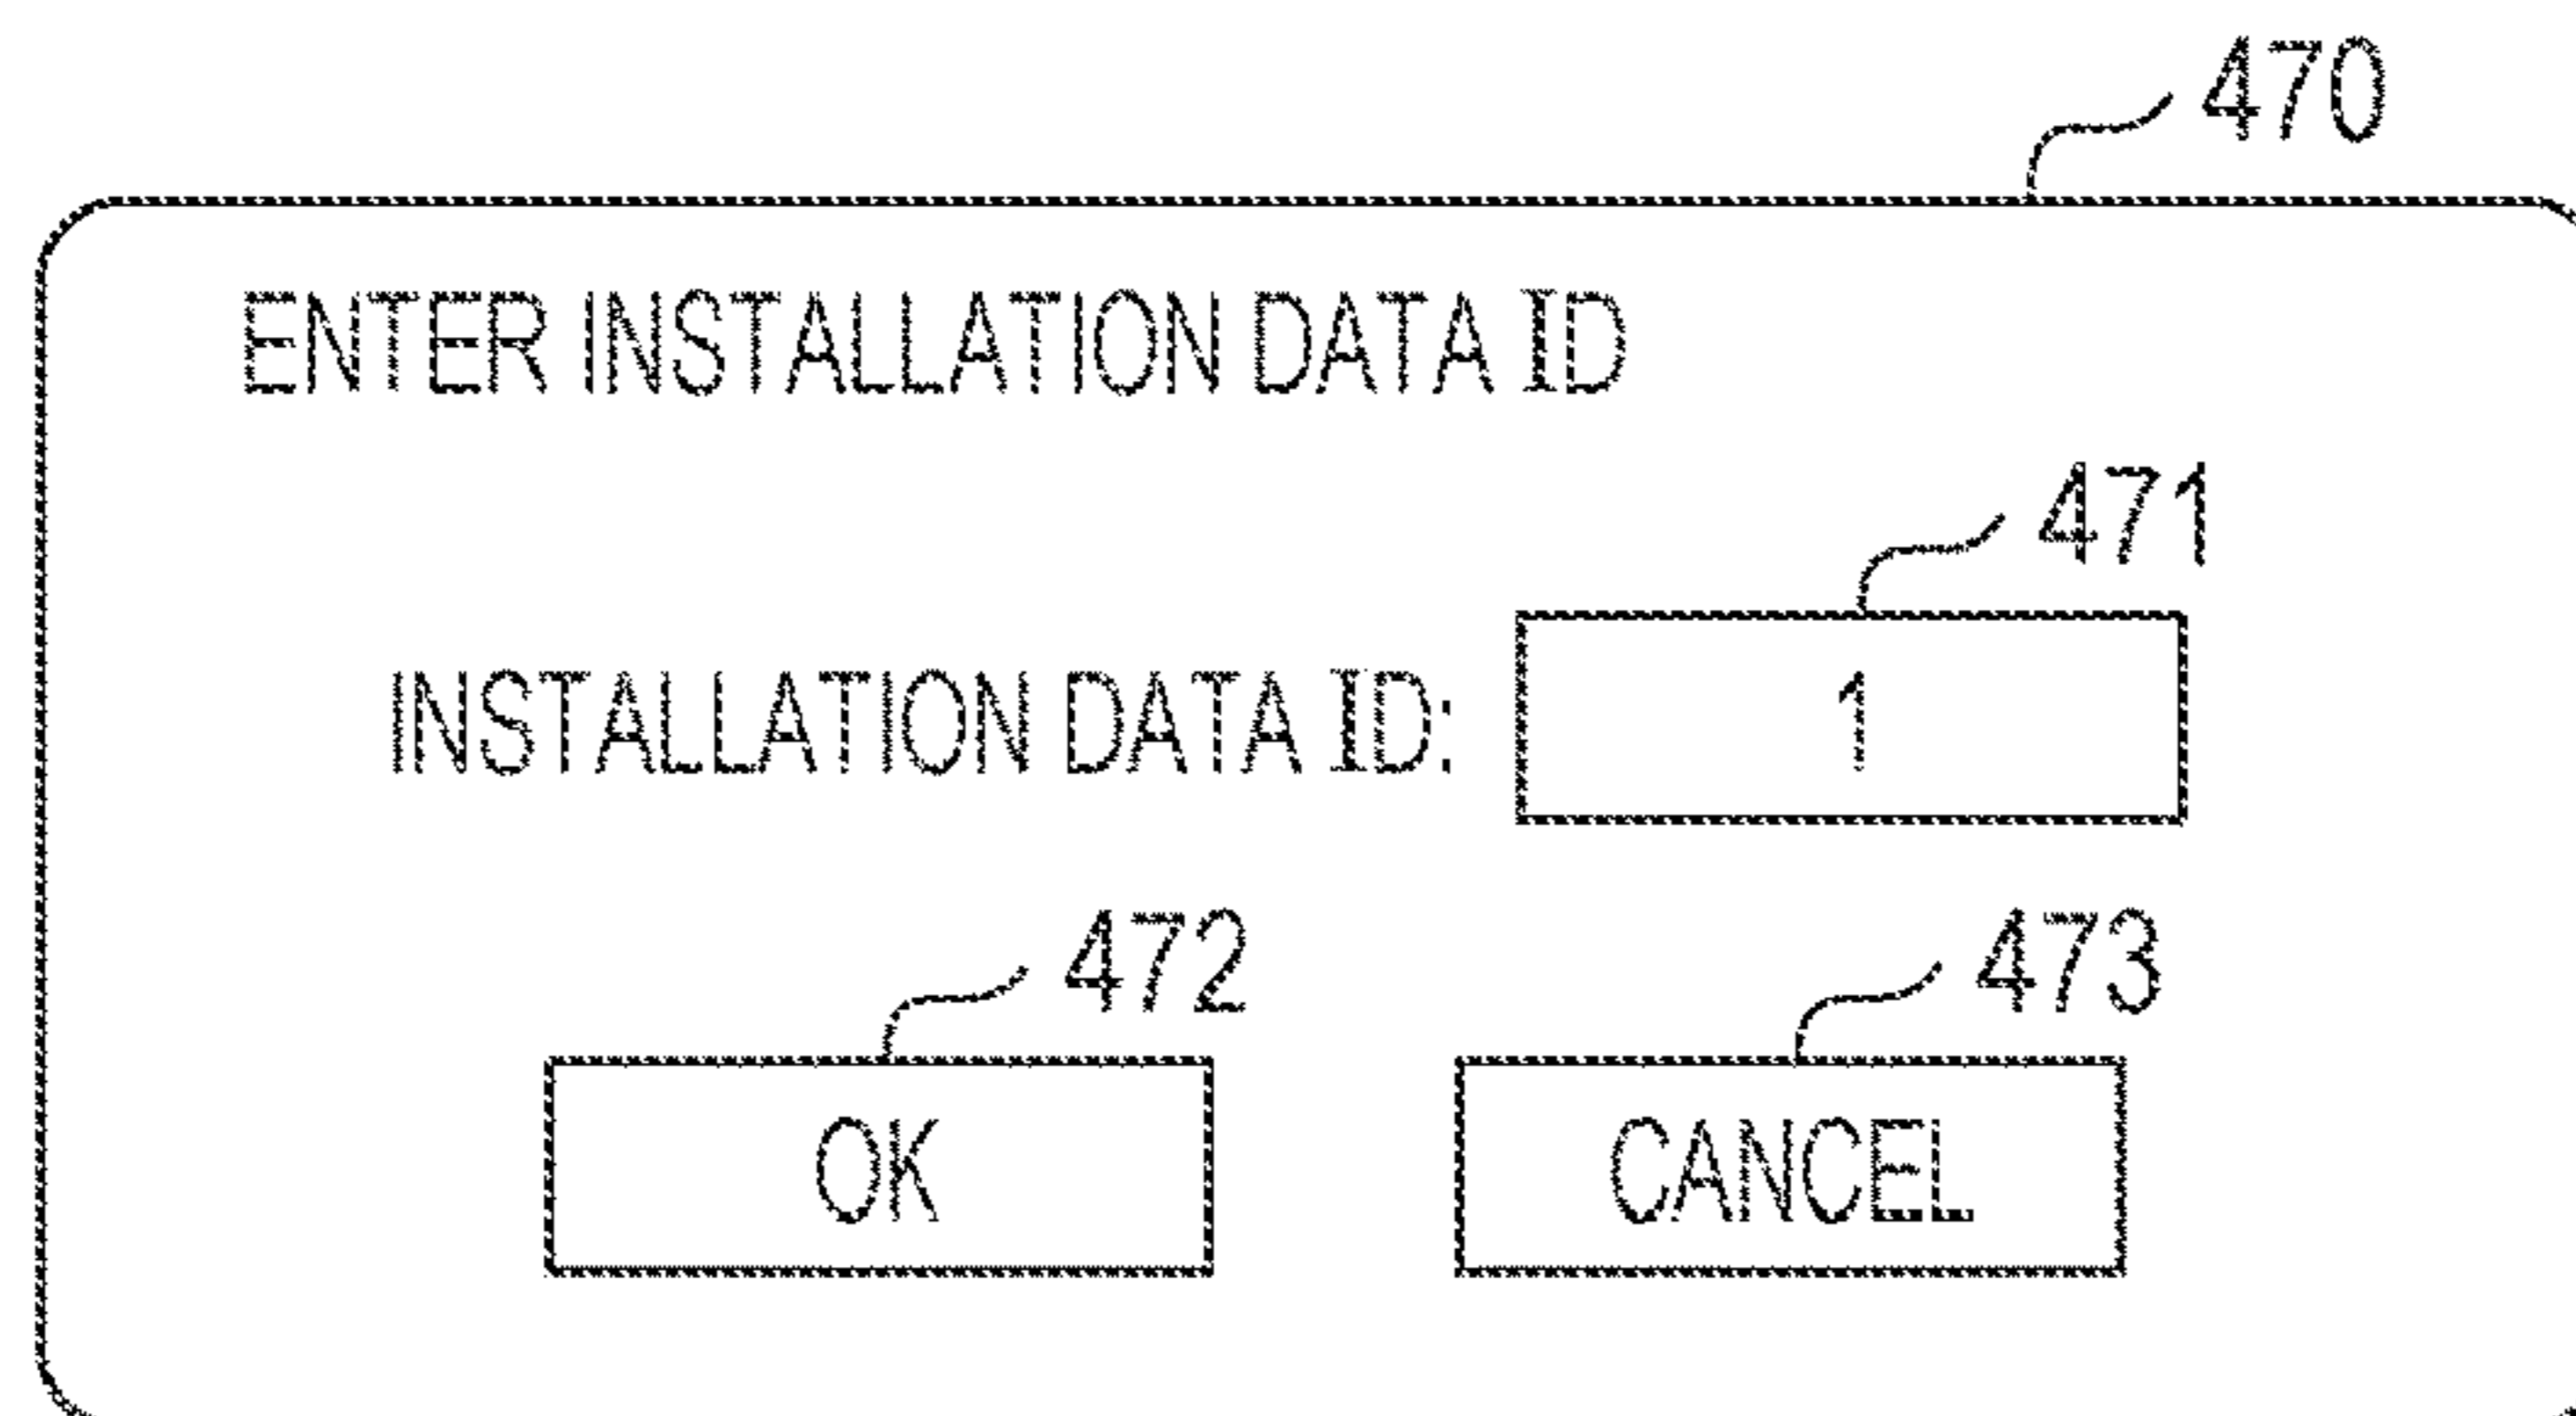 470
ENTER INSTALLATION DATA ID
471
INSTALLATION DATA ID: 1
472 473
OK CANCEL